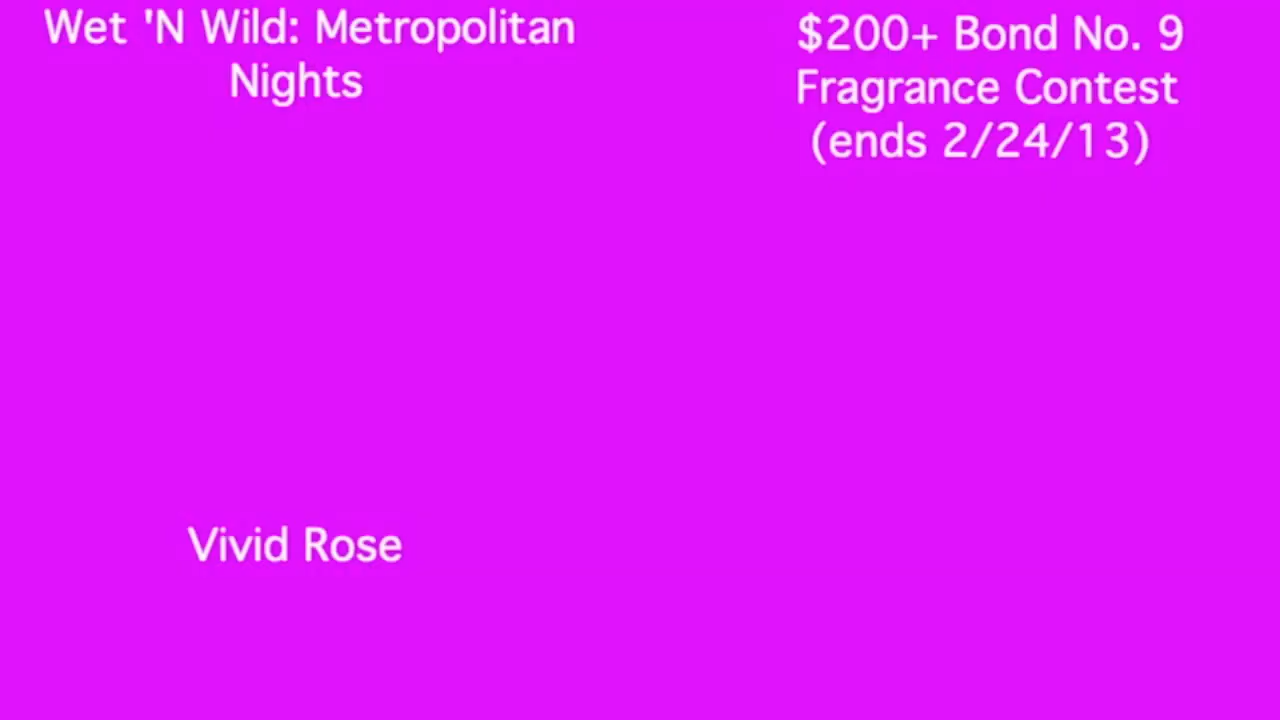 Wet 'N Wild: Metropolitan
Nights
$200+ Bond No. 9
Fragrance Contest
(ends 2/24/13)
Vivid Rose